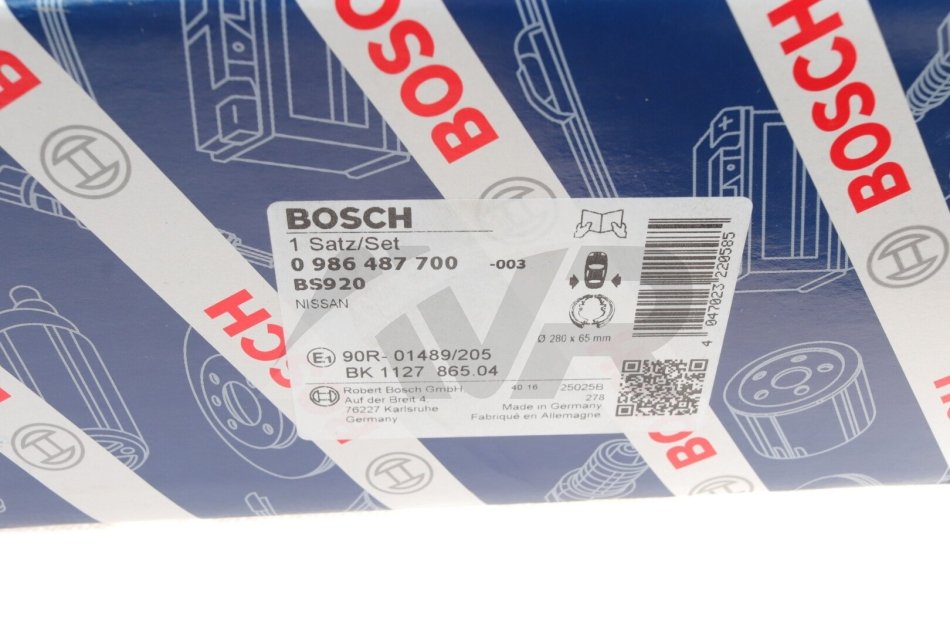 BOSCH
BOSCH
BOSCH
BOSCH
BOSCH
1 Satz/Set
0 986 487 700 -003
BS920
NISSAN
Ø 280 x 65 mm
4 047023 220585
E1 90R- 01489/205
BK 1127 865.04
Robert Bosch GmbH
Auf der Breit 4,
76227 Karlsruhe
Germany
40 16 25025B
278
Made in Germany
Fabriqué en Allemagne
BOSCH
WR